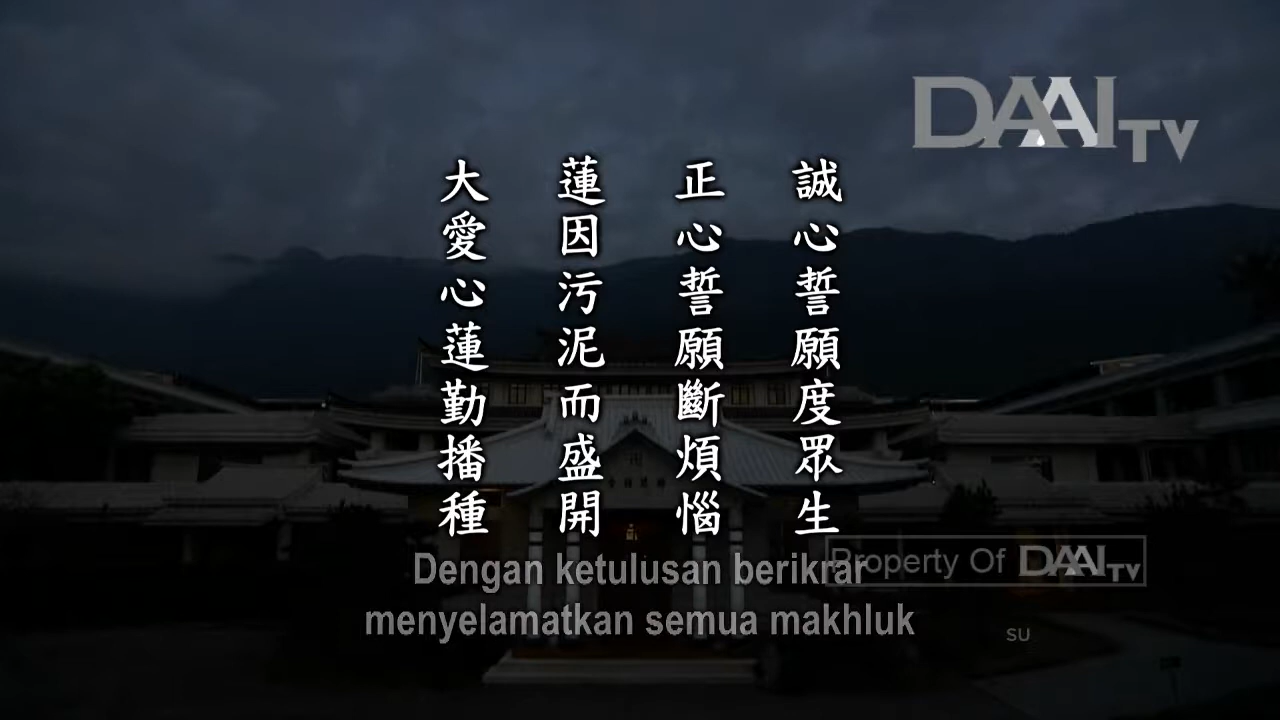 DAAI TV
誠心誓願度眾生
正心誓願斷煩惱
蓮因污泥而盛開
大愛心蓮勤播種
Dengan ketulusan berikrar
menyelamatkan semua makhluk
Property Of DAAI TV
SU